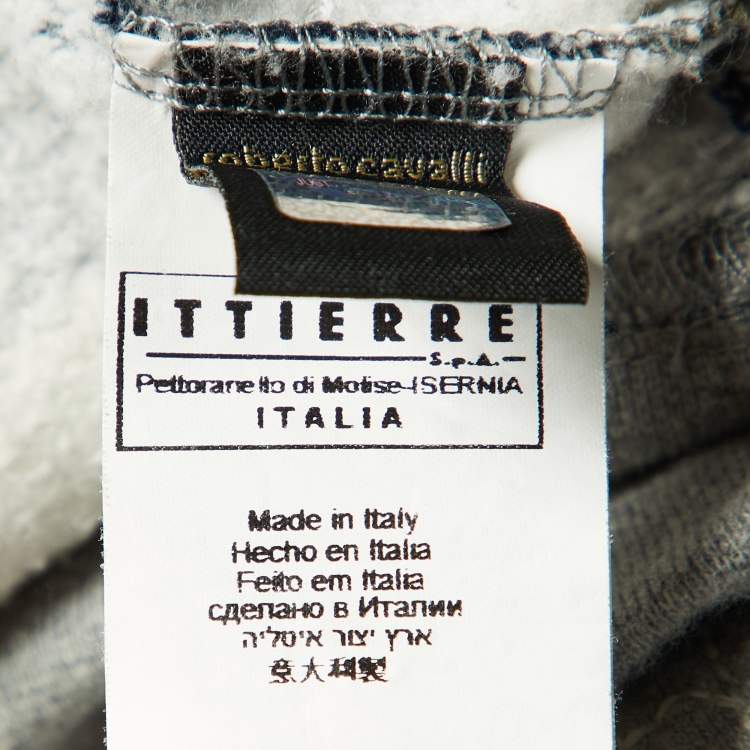 roberto cavalli
JUST
ITTIERRE
S.p.A.
Pettoranello di Molise-ISERNIA
ITALIA
Made in Italy
Hecho en Italia
Feito em Italia
сделано в Италии
ארץ יצור איטליה
意大利製